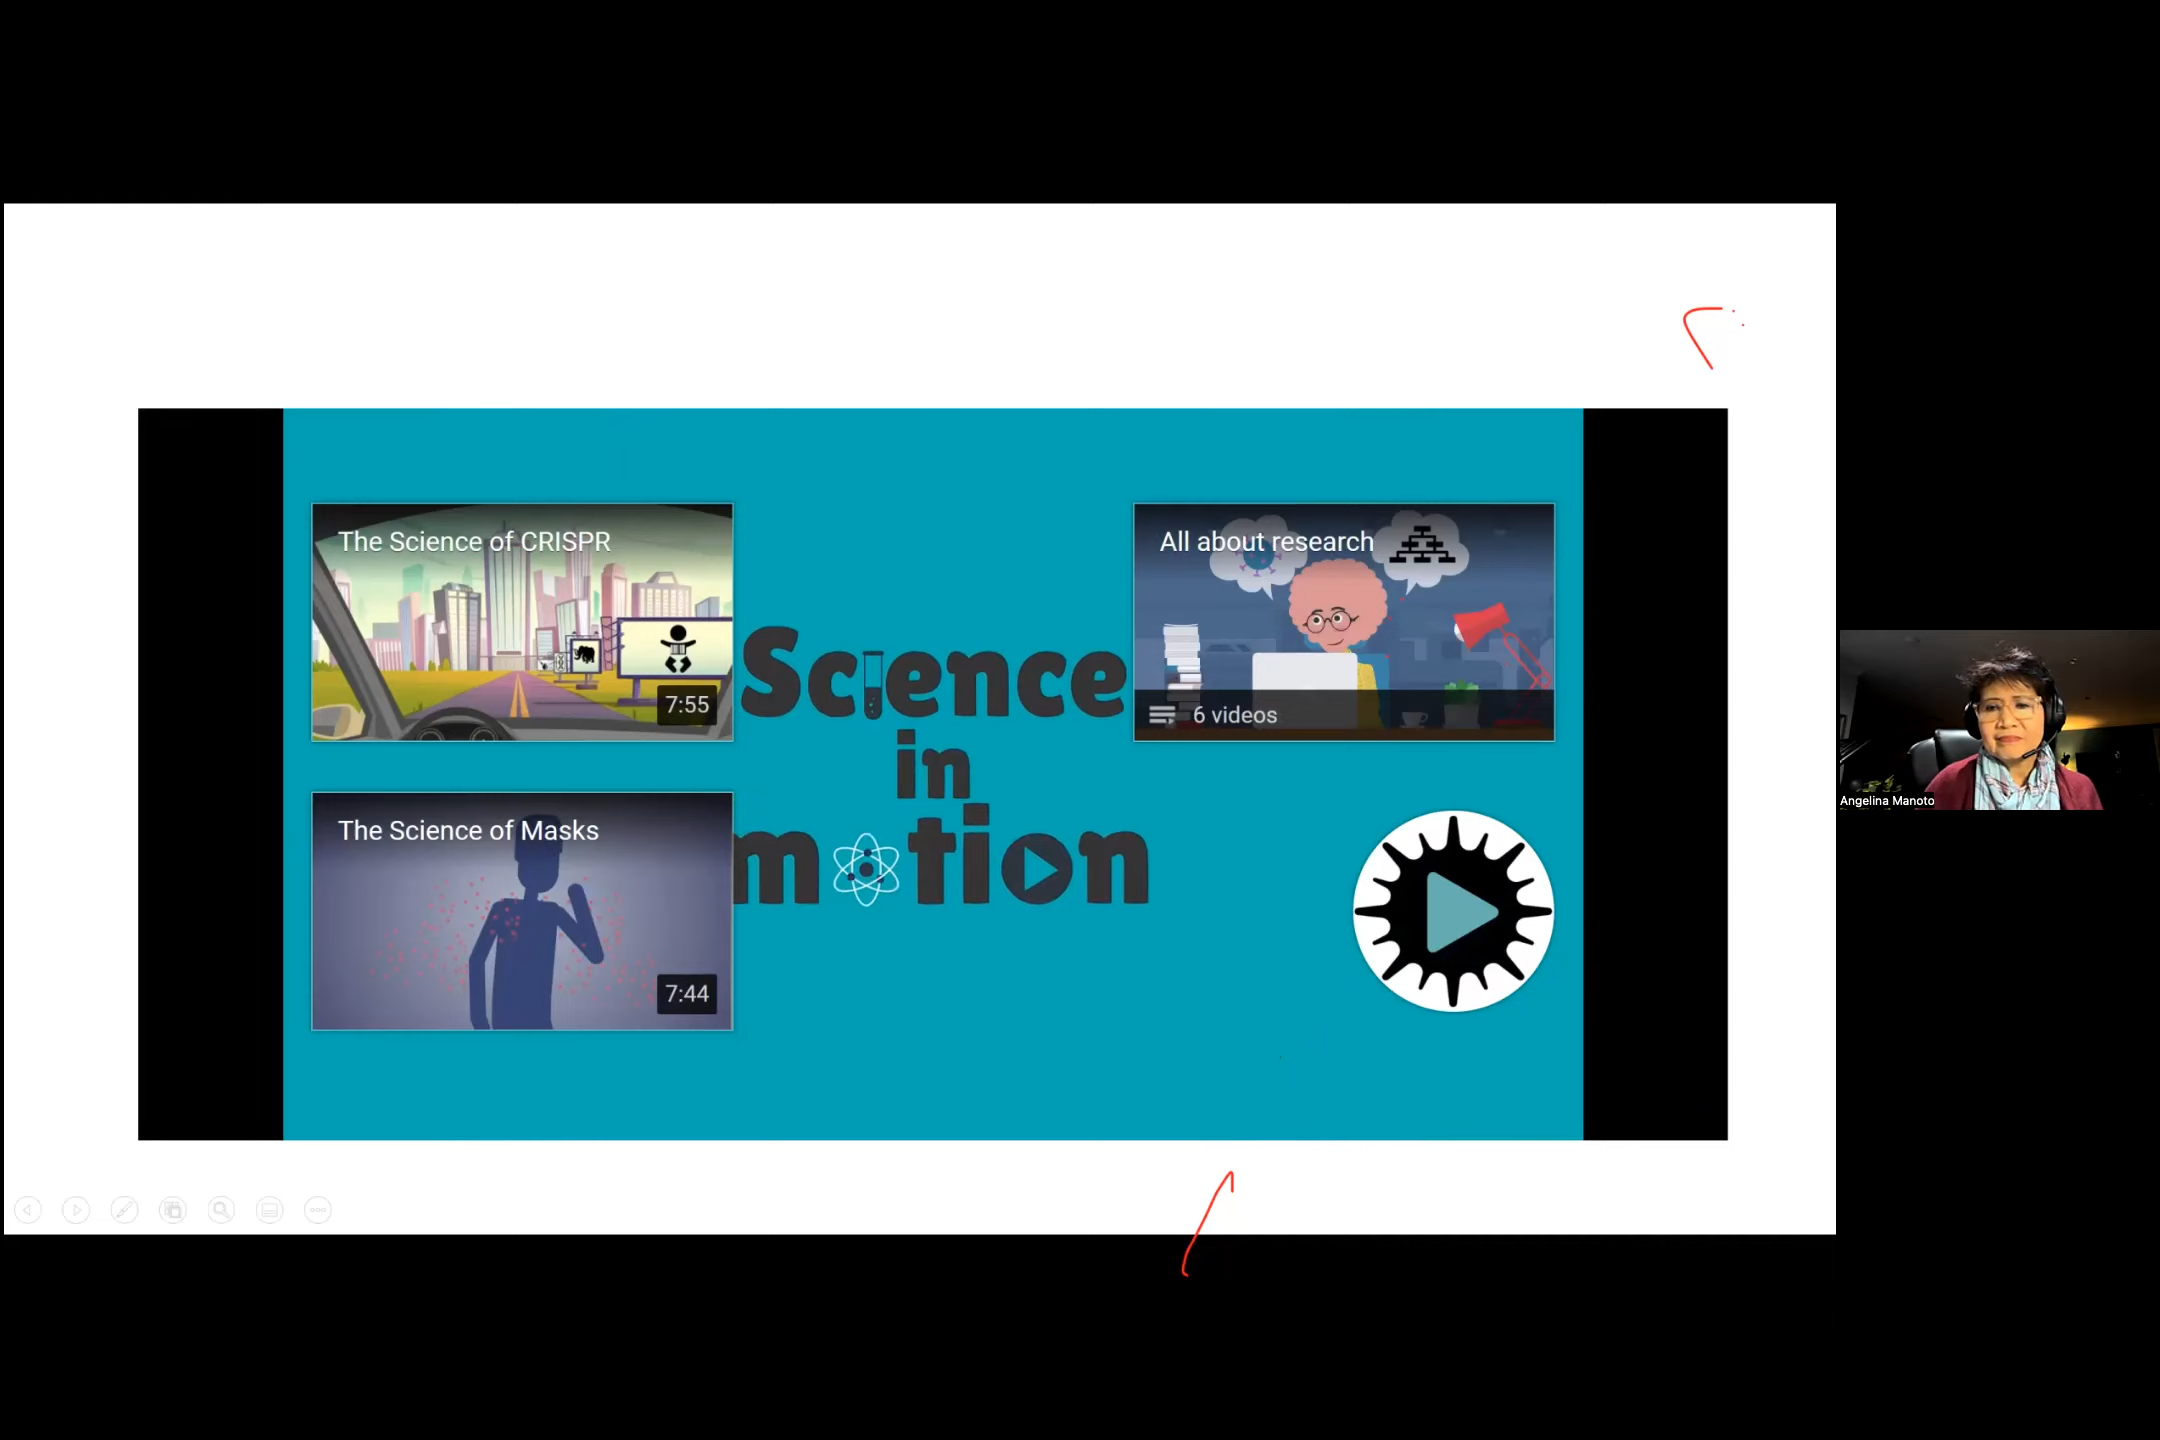 The Science of CRISPR
7:55
All about research
6 videos
Science
in
motion
The Science of Masks
7:44
Angelina Manoto